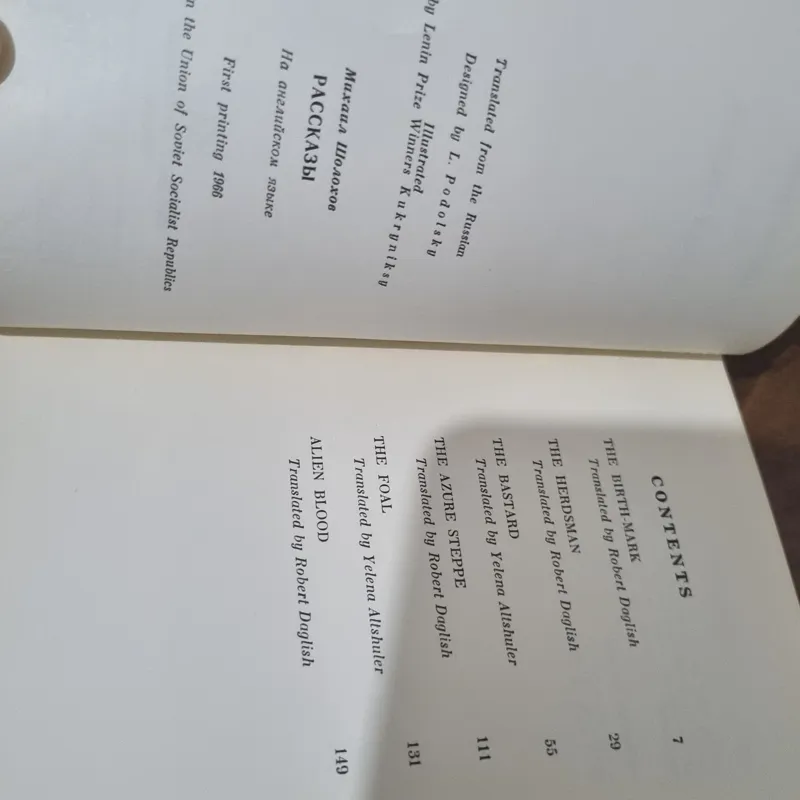 Translated from the Russian
Designed by L. Podolsky
Illustrated
by Lenin Prize Winners Kukryniksy
Михаил Шолохов
РАССКАЗЫ
На английском языке
First printing 1966
n the Union of Soviet Socialist Republics
CONTENTS
THE BIRTH-MARK 7
Translated by Robert Daglish
THE HERDSMAN 29
Translated by Robert Daglish
THE BASTARD 55
Translated by Yelena Altshuler
THE AZURE STEPPE 111
Translated by Robert Daglish
THE FOAL 131
Translated by Yelena Altshuler
ALIEN BLOOD 149
Translated by Robert Daglish